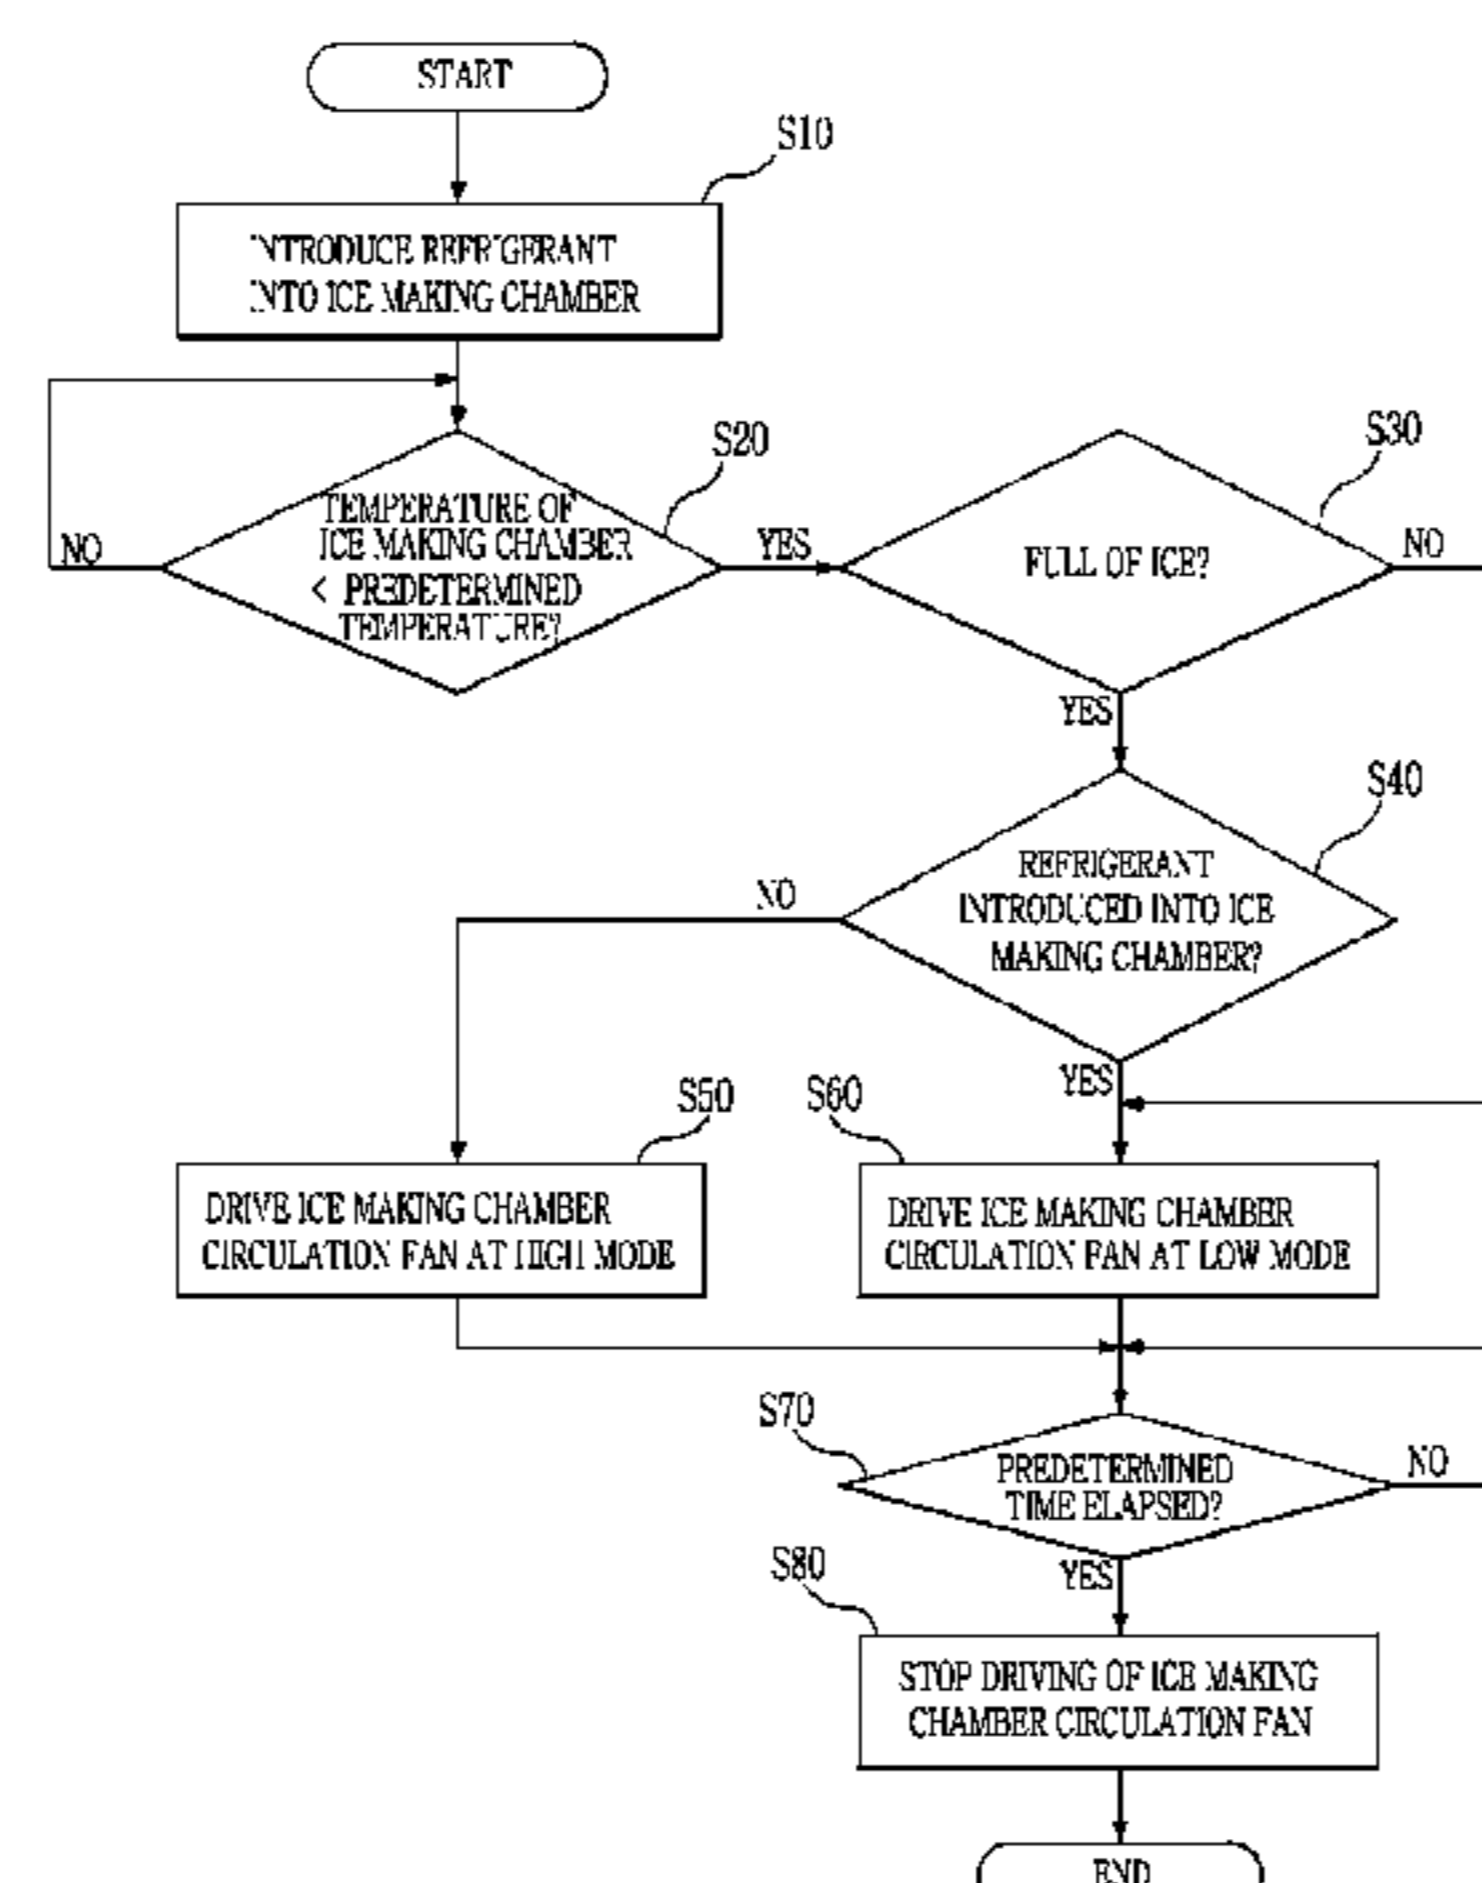 START
S10
INTRODUCE REFRIGERANT
INTO ICE MAKING CHAMBER
S20
TEMPERATURE OF
ICE MAKING CHAMBER
< PREDETERMINED
TEMPERATURE?
NO
YES
S30
FULL OF ICE?
NO
YES
S40
REFRIGERANT
INTRODUCED INTO ICE
MAKING CHAMBER?
NO
YES
S50
DRIVE ICE MAKING CHAMBER
CIRCULATION FAN AT HIGH MODE
S60
DRIVE ICE MAKING CHAMBER
CIRCULATION FAN AT LOW MODE
S70
PREDETERMINED
TIME ELAPSED?
NO
YES
S80
STOP DRIVING OF ICE MAKING
CHAMBER CIRCULATION FAN
END